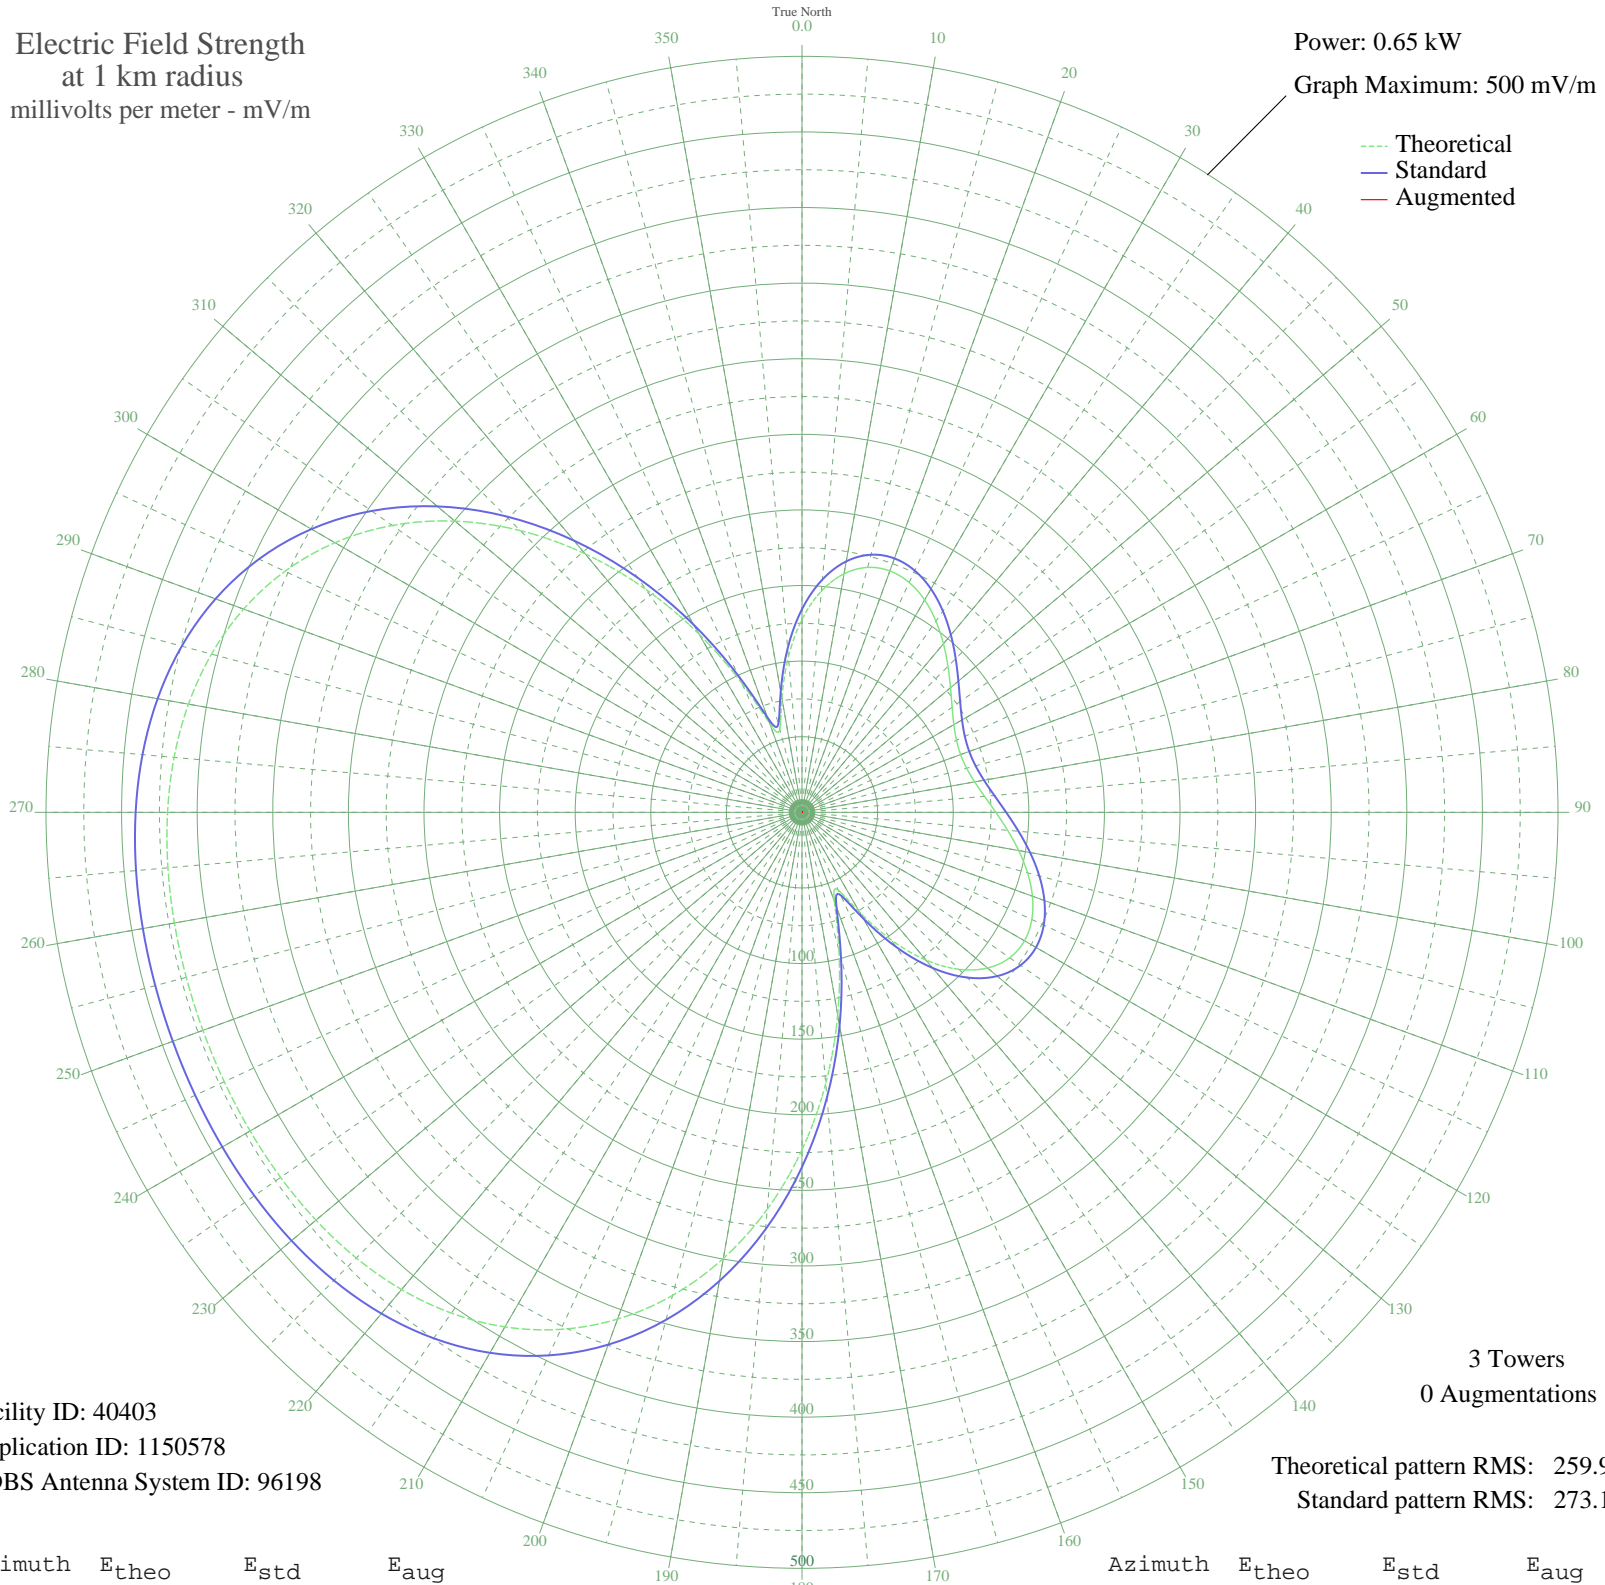 True North
0.0
Electric Field Strength
at 1 km radius
millivolts per meter - mV/m
Power: 0.65 kW
Graph Maximum: 500 mV/m
Theoretical
Standard
Augmented
10
20
30
40
50
60
70
80
90
100
110
120
130
140
150
160
170
190
200
210
220
230
240
250
260
270
280
290
300
310
320
330
340
350
100
150
200
250
300
350
400
450
500
3 Towers
0 Augmentations
cility ID: 40403
plication ID: 1150578
DBS Antenna System ID: 96198
Theoretical pattern RMS: 259.9
Standard pattern RMS: 273.1
imuth Etheo Estd Eaug
Azimuth Etheo Estd Eaug